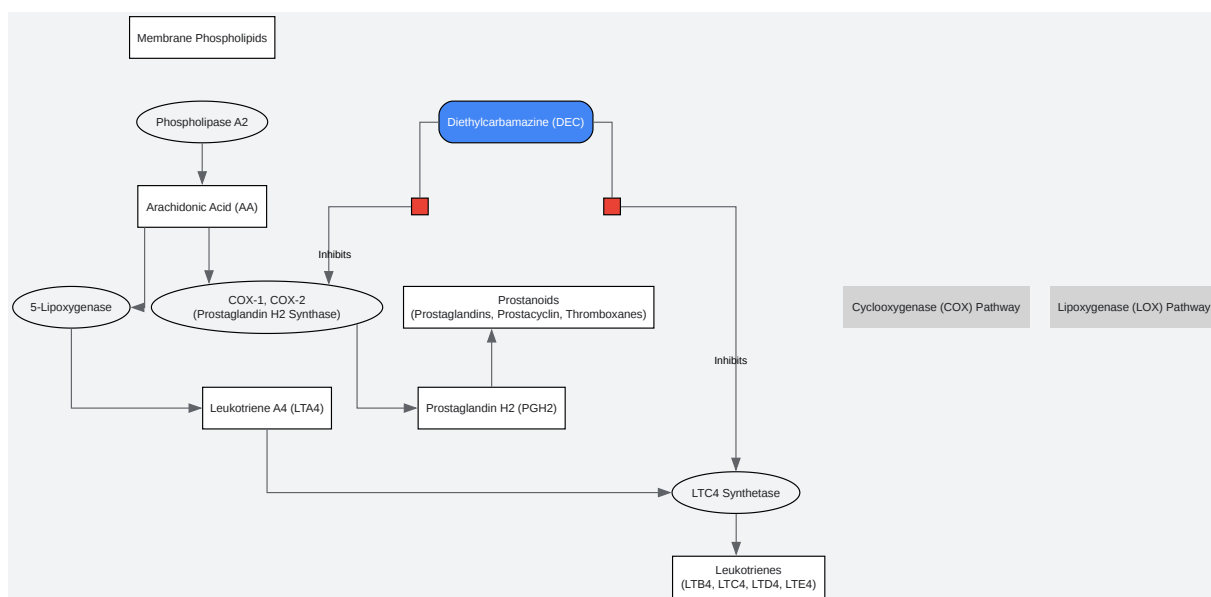 Membrane Phospholipids
Phospholipase A2
Diethylcarbamazine (DEC)
Arachidonic Acid (AA)
Inhibits
5-Lipoxygenase
COX-1, COX-2
(Prostaglandin H2 Synthase)
Prostanoids
(Prostaglandins, Prostacyclin, Thromboxanes)
Cyclooxygenase (COX) Pathway
Lipoxygenase (LOX) Pathway
Inhibits
Leukotriene A4 (LTA4)
Prostaglandin H2 (PGH2)
LTC4 Synthetase
Leukotrienes
(LTB4, LTC4, LTD4, LTE4)